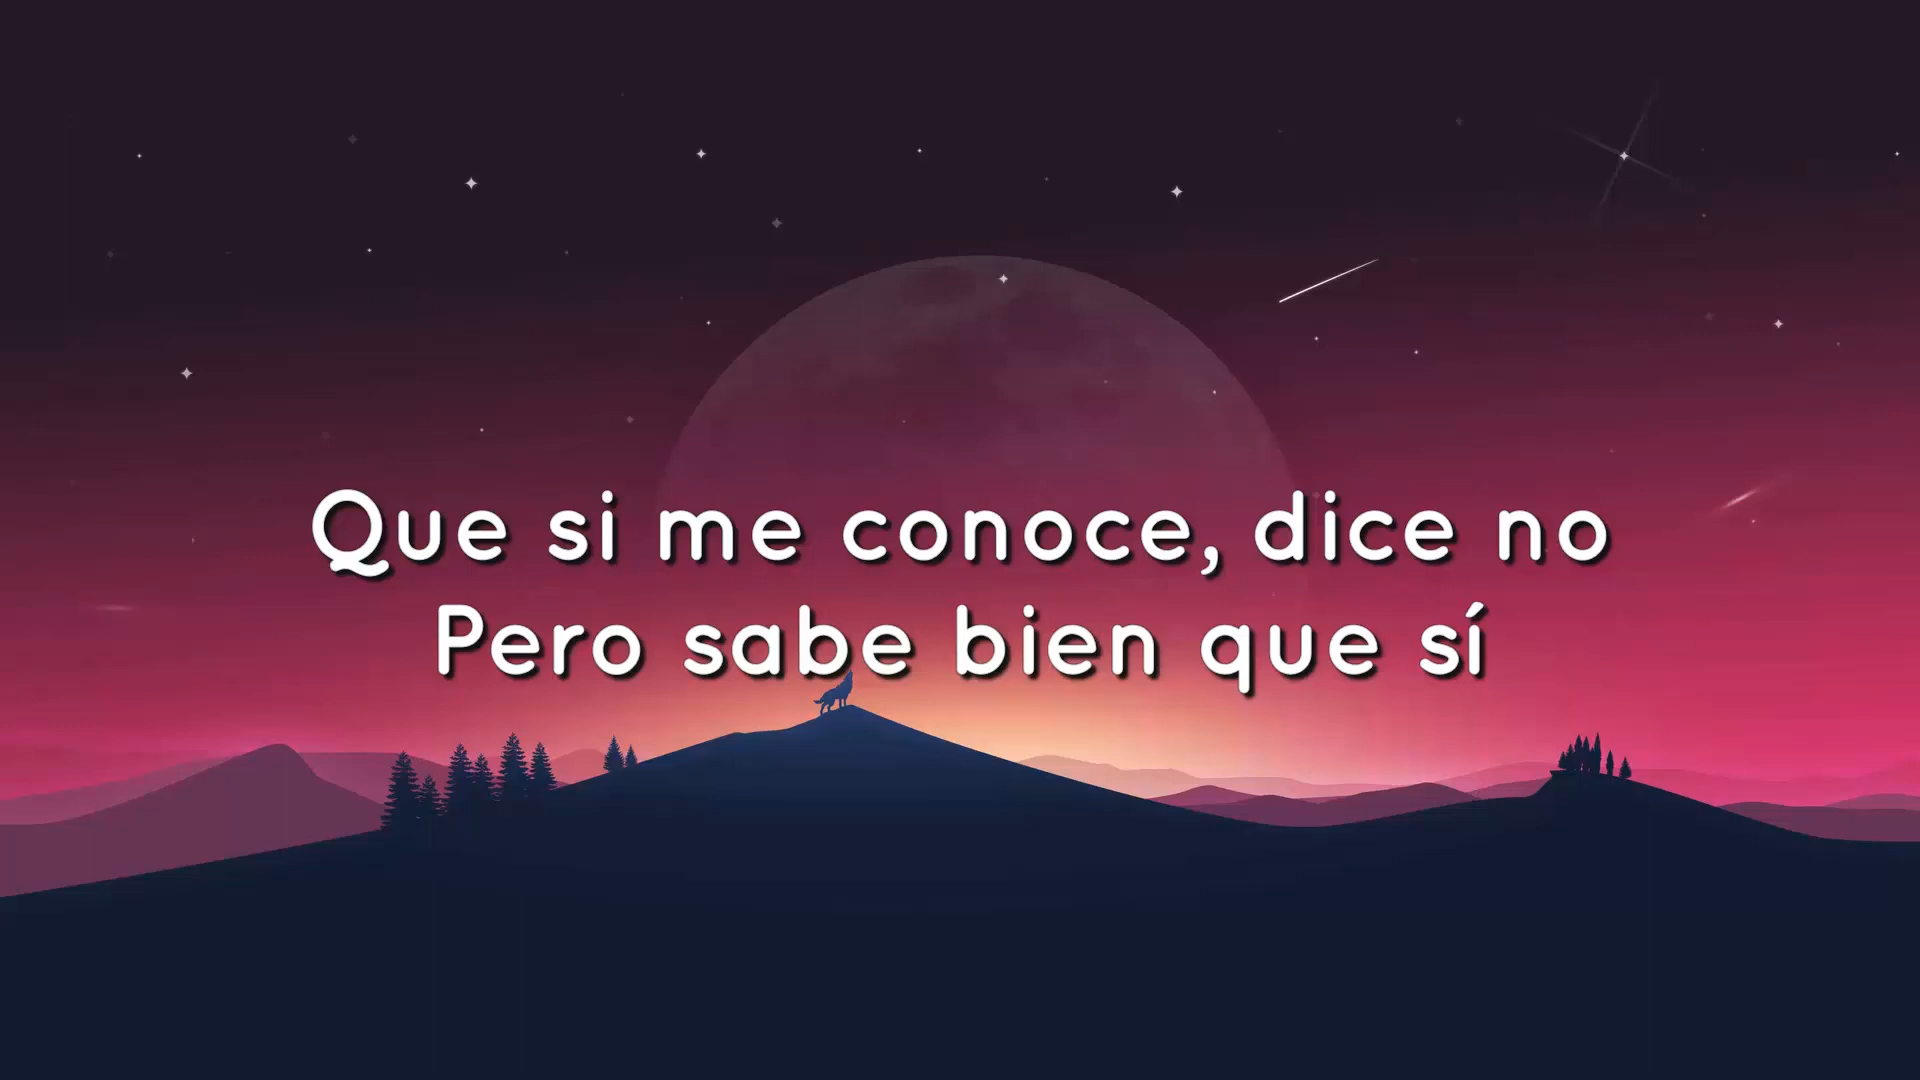 Que si me conoce, dice no
Pero sabe bien que sí